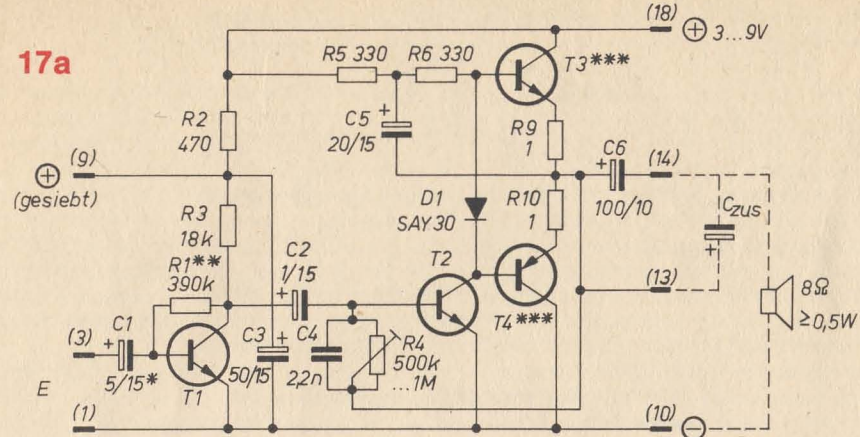 17a
(18)
⊕ 3...9V
R5 330
R6 330
T3***
R2
470
C5
20/15
+
R9
1
C6
+
100/10
(14)
(9)
⊕
(gesiebt)
D1
SAY30
R10
1
Czus
+
R3
18k
C2
1/15
+
R1**
390k
T2
(13)
8Ω
≥0,5W
T4***
(3)
C1
+
5/15*
C3
+
50/15
C4
2,2n
R4
500k
...1M
E
T1
(1)
(10)
⊖